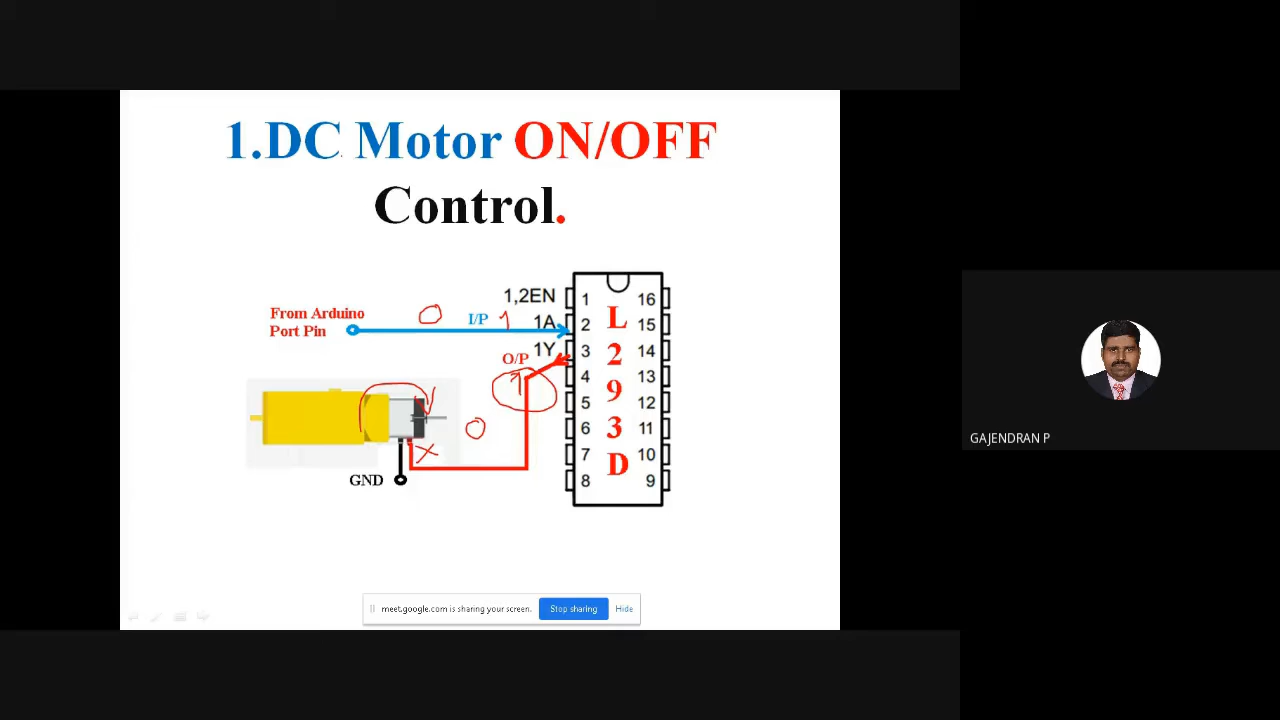 1.DC Motor ON/OFF
Control.
From Arduino
Port Pin
0
I/P
1
1,2EN
1A
1Y
O/P
1
0
X
GND
1
2
3
4
5
6
7
8
L
2
9
3
D
16
15
14
13
12
11
10
9
GAJENDRAN P
meet.google.com is sharing your screen.
Stop sharing
Hide